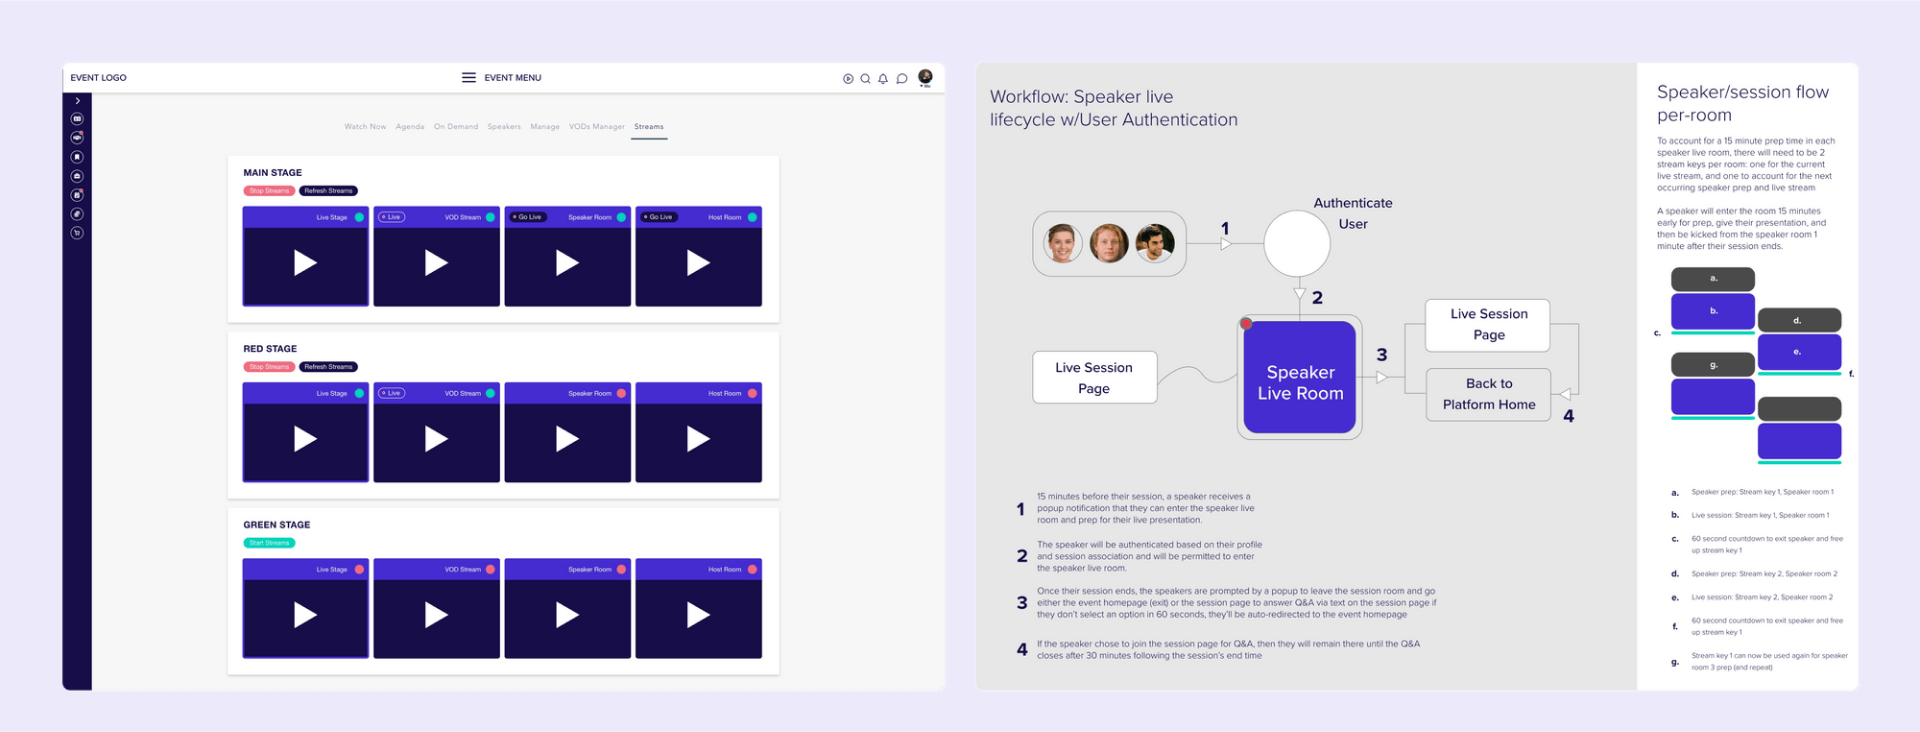 EVENT LOGO
EVENT MENU
Me
Watch Now Agenda On Demand Speakers Manage VODs Manager Streams
MAIN STAGE
Stop Streams Refresh Streams
Live Stage
Live VOD Stream
Go Live Speaker Room
Go Live Host Room
RED STAGE
Stop Streams Refresh Streams
Live Stage
Live VOD Stream
Speaker Room
Host Room
GREEN STAGE
Start Streams
Live Stage
VOD Stream
Speaker Room
Host Room
Workflow: Speaker live
lifecycle w/User Authentication
1
Authenticate
User
2
Live Session
Page
Speaker
Live Room
3
Live Session
Page
Back to
Platform Home
4
1
15 minutes before their session, a speaker receives a
popup notification that they can enter the speaker live
room and prep for their live presentation.
2
The speaker will be authenticated based on their profile
and session association and will be permitted to enter
the speaker live room.
3
Once their session ends, the speakers are prompted by a popup to leave the session room and go
either the event homepage (exit) or the session page to answer Q&A via text on the session page if
they don't select an option in 60 seconds, they'll be auto-redirected to the event homepage
4
If the speaker chose to join the session page for Q&A, then they will remain there until the Q&A
closes after 30 minutes following the session's end time
Speaker/session flow
per-room
To account for a 15 minute prep time in each
speaker live room, there will need to be 2
stream keys per room: one for the current
live stream, and one to account for the next
occurring speaker prep and live stream
A speaker will enter the room 15 minutes
early for prep, give their presentation, and
then be kicked from the speaker room 1
minute after their session ends.
a.
b.
c.
d.
e.
f.
g.
a. Speaker prep: Stream key 1, Speaker room 1
b. Live session: Stream key 1, Speaker room 1
c. 60 second countdown to exit speaker and free
up stream key 1
d. Speaker prep: Stream key 2, Speaker room 2
e. Live session: Stream key 2, Speaker room 2
f. 60 second countdown to exit speaker and free
up stream key 1
g. Stream key 1 can now be used again for speaker
room 3 prep (and repeat)